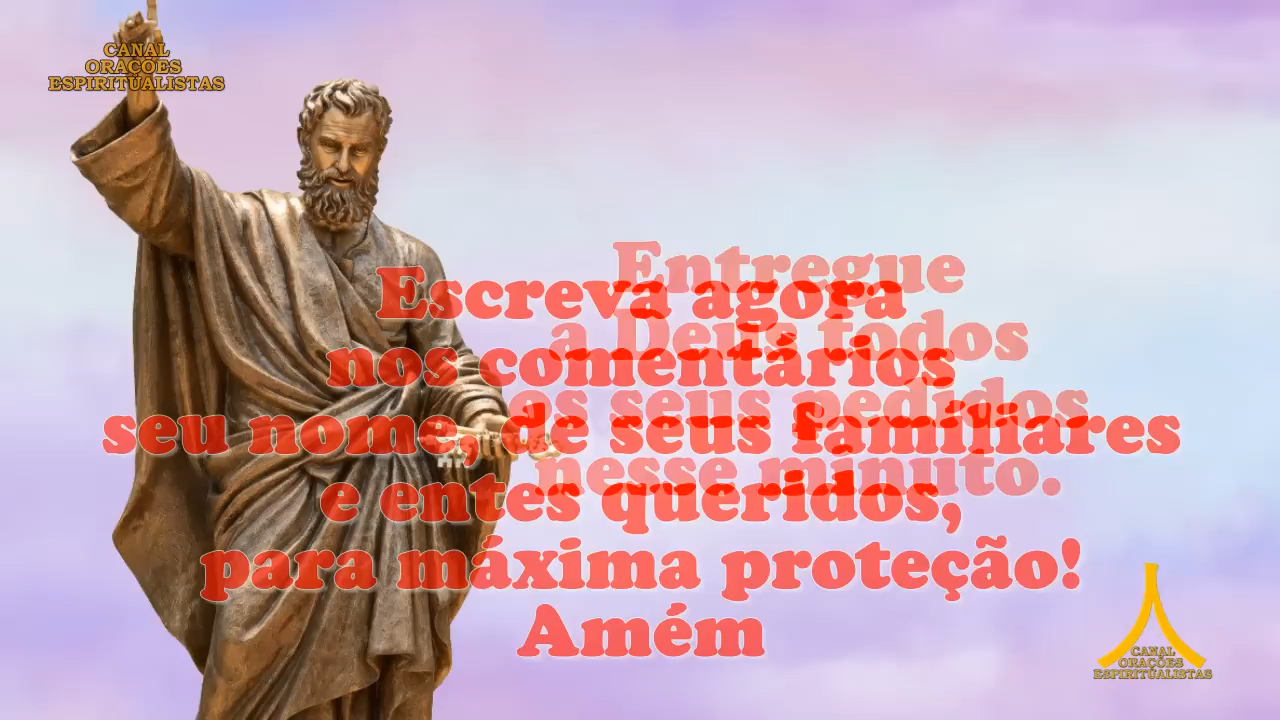 CANAL
ORAÇÕES
ESPIRITUALISTAS
Entregue
a Deus todos
os seus pedidos
nesse minuto.
Escreva agora
nos comentários
seu nome, de seus familiares
e entes queridos,
para máxima proteção!
Amém
CANAL
ORAÇÕES
ESPIRITUALISTAS